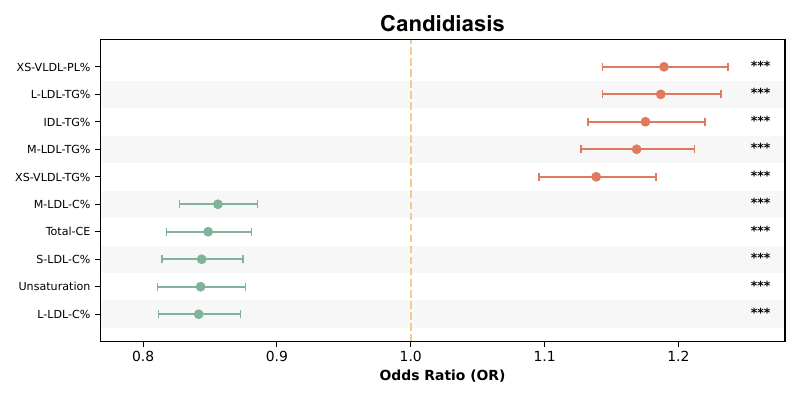 Candidiasis
XS-VLDL-PL% ***
L-LDL-TG% ***
IDL-TG% ***
M-LDL-TG% ***
XS-VLDL-TG% ***
M-LDL-C% ***
Total-CE ***
S-LDL-C% ***
Unsaturation ***
L-LDL-C% ***
0.8 0.9 1.0 1.1 1.2
Odds Ratio (OR)